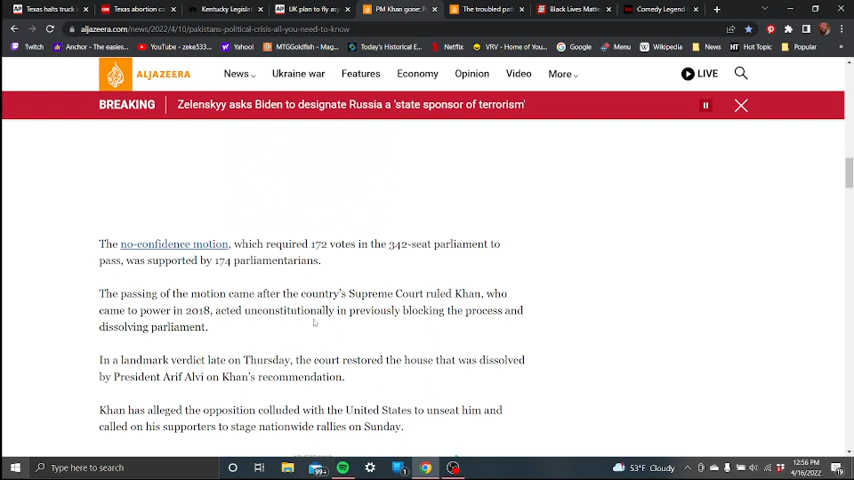 Texas halts truck
Texas abortion ca
Kentucky Legislat
UK plan to fly asy
PM Khan gone: P
The troubled pat
Black Lives Matte
Comedy Legend
aljazeera.com/news/2022/4/10/pakistans-political-crisis-all-you-need-to-know
Twitch Anchor - The easies... YouTube - zeke533... Yahoo! MTGGoldfish - Mag... Today's Historical E... Netflix VRV - Home of Your... Google Menu Wikipedia News Hot Topic Popular
ALJAZEERA News Ukraine war Features Economy Opinion Video More LIVE
BREAKING Zelenskyy asks Biden to designate Russia a 'state sponsor of terrorism'
The no-confidence motion, which required 172 votes in the 342-seat parliament to
pass, was supported by 174 parliamentarians.
The passing of the motion came after the country's Supreme Court ruled Khan, who
came to power in 2018, acted unconstitutionally in previously blocking the process and
dissolving parliament.
In a landmark verdict late on Thursday, the court restored the house that was dissolved
by President Arif Alvi on Khan's recommendation.
Khan has alleged the opposition colluded with the United States to unseat him and
called on his supporters to stage nationwide rallies on Sunday.
Type here to search
99+
53°F Cloudy
12:56 PM
4/16/2022